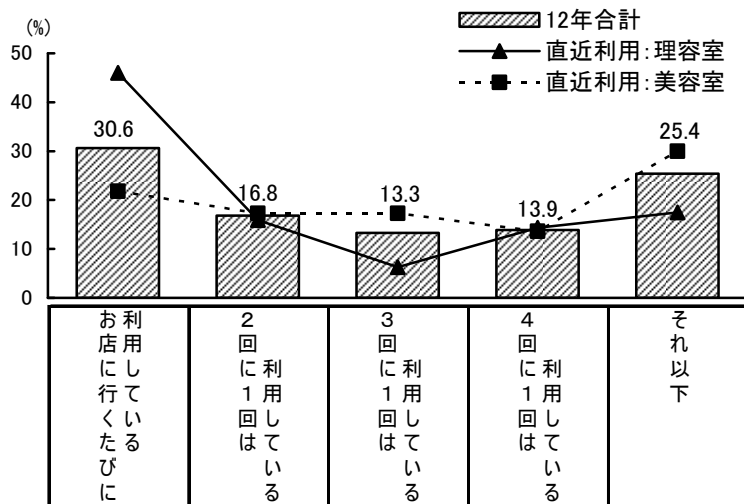 (%)
12年合計
直近利用：理容室
直近利用：美容室
50
40
30
20
10
0
30.6
16.8
13.3
13.9
25.4
お店に行くたびに
利用している
2回に1回は
利用している
3回に1回は
利用している
4回に1回は
利用している
それ以下